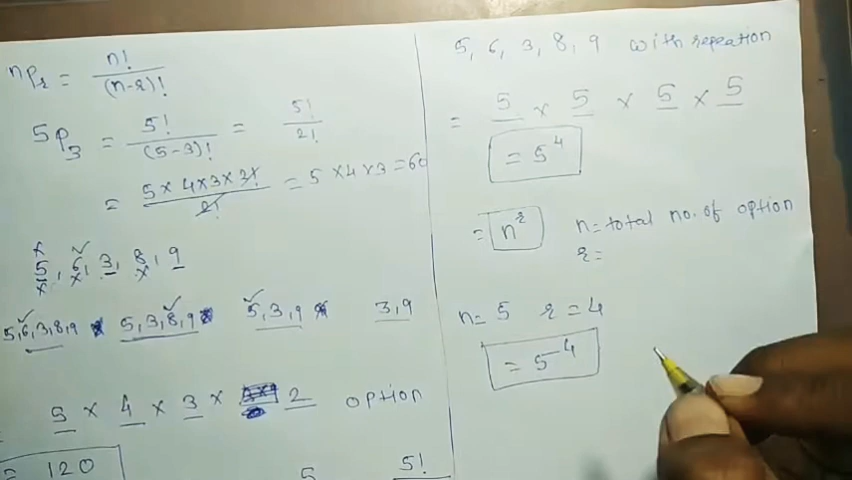 nPr = n! / (n-r)!
5P3 = 5! / (5-3)! = 5! / 2!
= 5 × 4 × 3 × 2! / 2! = 5 × 4 × 3 = 60
5, 6, 3, 8, 9
5,6,3,8,9 5,3,8,9 5,3,9 3,9
5 × 4 × 3 × 2 option
= 120
5 5!
5, 6, 3, 8, 9 with repeation
= 5 × 5 × 5 × 5
= 5^4
= n^r n = total no. of option
r =
n = 5 r = 4
= 5^4